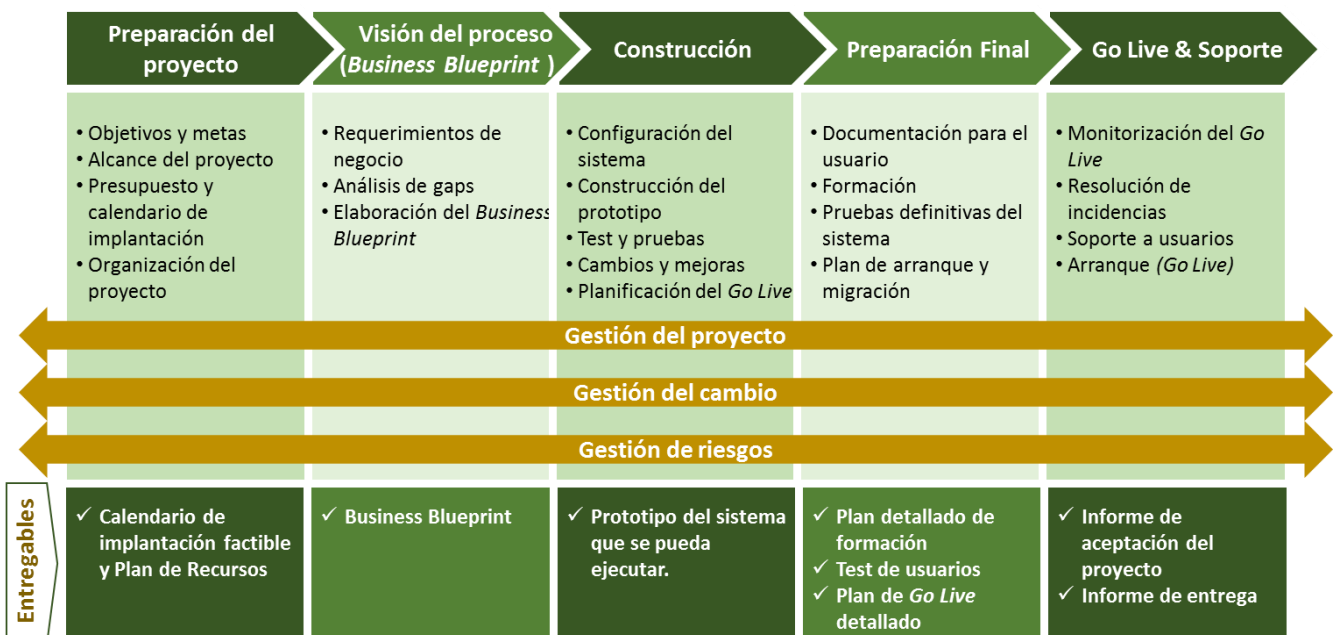 Preparación del
proyecto
Visión del proceso
(Business Blueprint )
Construcción
Preparación Final
Go Live & Soporte
• Objetivos y metas
• Alcance del proyecto
• Presupuesto y
calendario de
implantación
• Organización del
proyecto
• Requerimientos de
negocio
• Análisis de gaps
• Elaboración del Business
Blueprint
• Configuración del
sistema
• Construcción del
prototipo
• Test y pruebas
• Cambios y mejoras
• Planificación del Go Live
• Documentación para el
usuario
• Formación
• Pruebas definitivas del
sistema
• Plan de arranque y
migración
• Monitorización del Go
Live
• Resolución de
incidencias
• Soporte a usuarios
• Arranque (Go Live)
Gestión del proyecto
Gestión del cambio
Gestión de riesgos
Entregables
✓ Calendario de
implantación factible
y Plan de Recursos
✓ Business Blueprint
✓ Prototipo del sistema
que se pueda
ejecutar.
✓ Plan detallado de
formación
✓ Test de usuarios
✓ Plan de Go Live
detallado
✓ Informe de
aceptación del
proyecto
✓ Informe de entrega